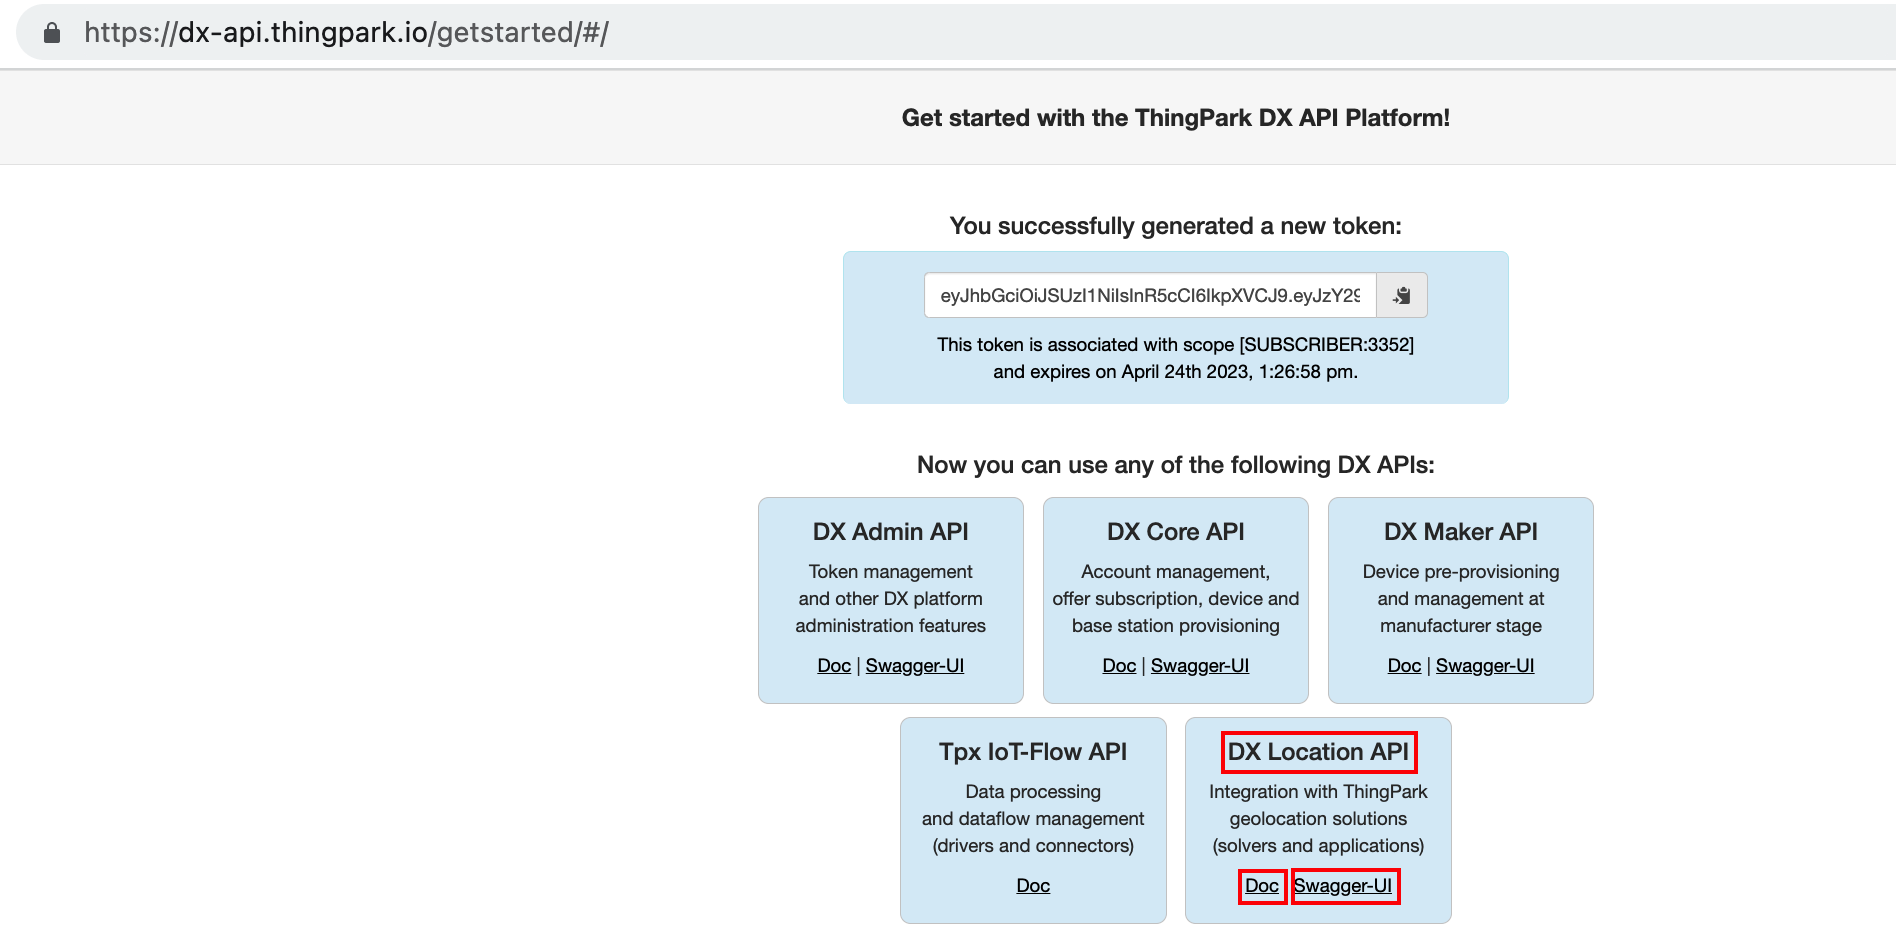 https://dx-api.thingpark.io/getstarted/#/
Get started with the ThingPark DX API Platform!
You successfully generated a new token:
eyJhbGciOiJSUzI1NiIsInR5cCI6IkpXVCJ9.eyJzY29
This token is associated with scope [SUBSCRIBER:3352]
and expires on April 24th 2023, 1:26:58 pm.
Now you can use any of the following DX APIs:
DX Admin API
Token management
and other DX platform
administration features
Doc | Swagger-UI
DX Core API
Account management,
offer subscription, device and
base station provisioning
Doc | Swagger-UI
DX Maker API
Device pre-provisioning
and management at
manufacturer stage
Doc | Swagger-UI
Tpx IoT-Flow API
Data processing
and dataflow management
(drivers and connectors)
Doc
DX Location API
Integration with ThingPark
geolocation solutions
(solvers and applications)
Doc Swagger-UI